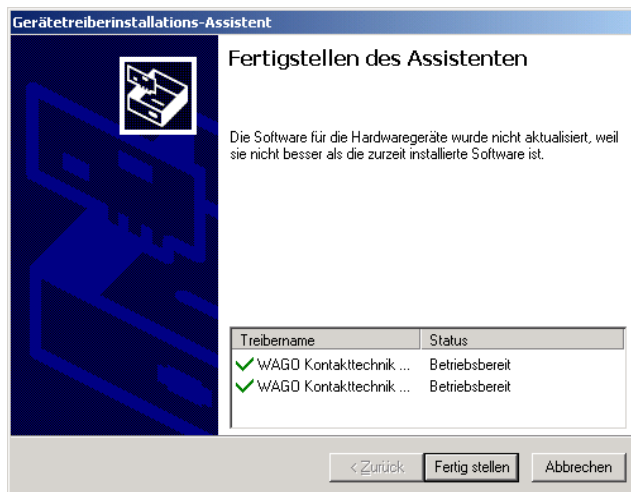 Gerätetreiberinstallations-Assistent
Fertigstellen des Assistenten
Die Software für die Hardwaregeräte wurde nicht aktualisiert, weil
sie nicht besser als die zurzeit installierte Software ist.
Treibername Status
WAGO Kontakttechnik ... Betriebsbereit
WAGO Kontakttechnik ... Betriebsbereit
< Zurück Fertig stellen Abbrechen